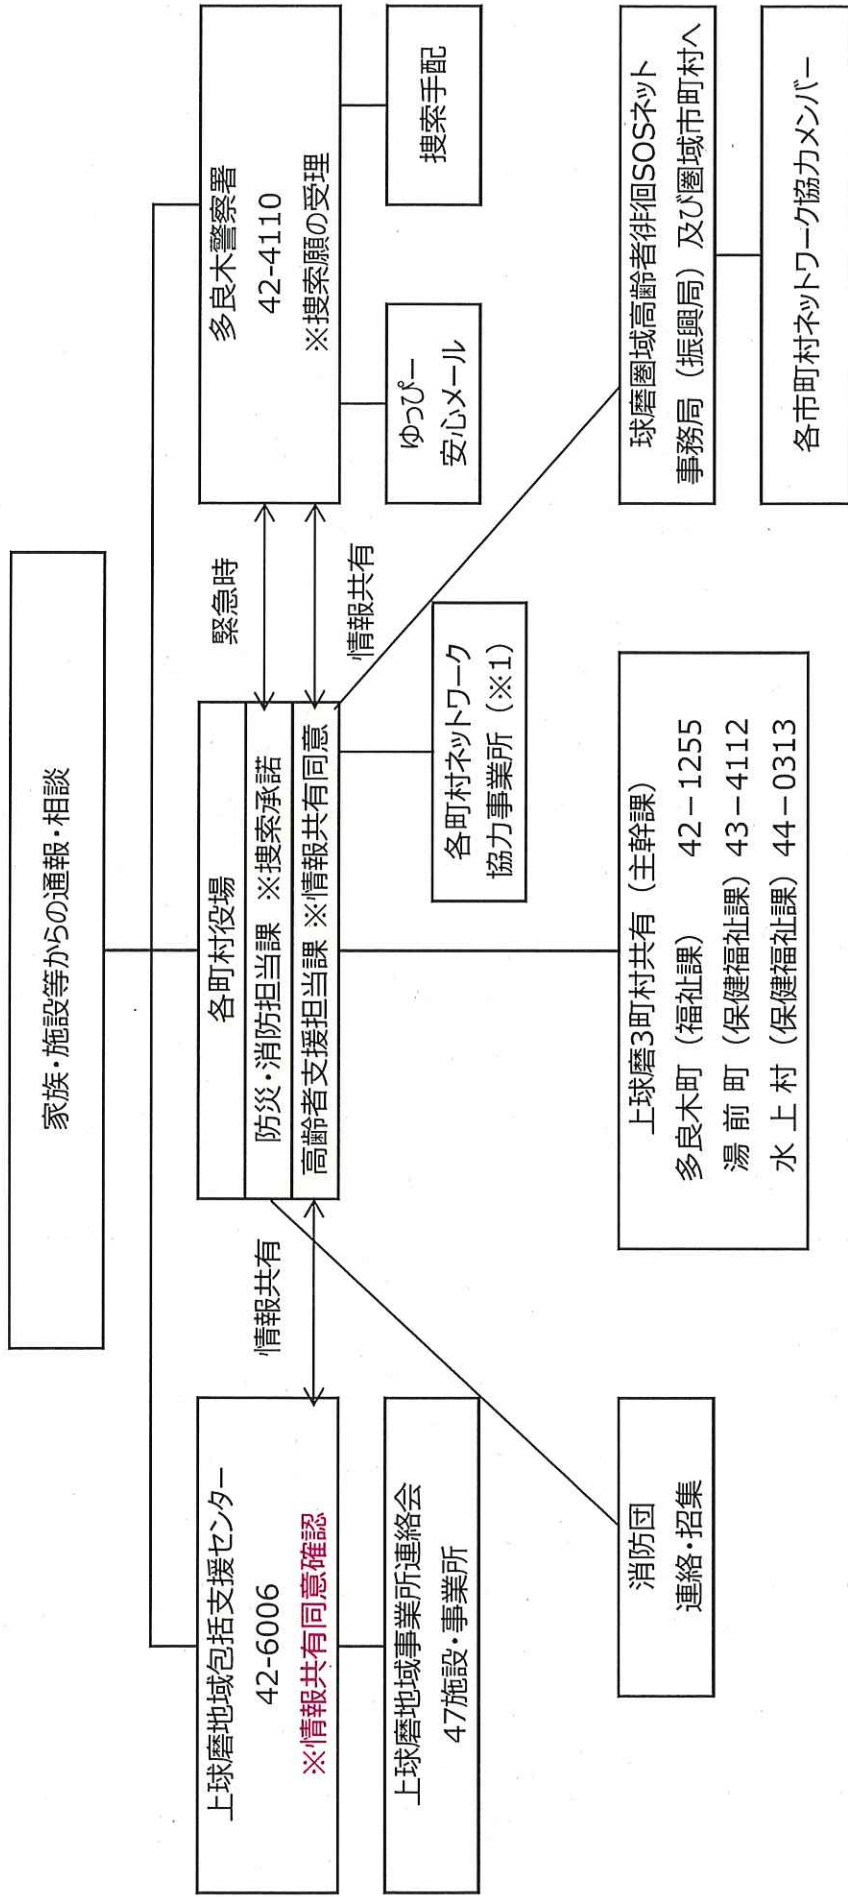 家族・施設等からの通報・相談
上球磨地域包括支援センター
42-6006
※情報共有同意確認
上球磨地域事業所連絡会
47施設・事業所
情報共有
各町村役場
防災・消防担当課 ※捜索承諾
高齢者支援担当課 ※情報共有同意
緊急時
情報共有
多良木警察署
42-4110
※捜索願の受理
ゆっぴー
安心メール
捜索手配
各町村ネットワーク
協力事業所（※1）
消防団
連絡・招集
上球磨3町村共有（主幹課）
多良木町（福祉課） 42－1255
湯 前 町（保健福祉課）43－4112
水 上 村（保健福祉課）44－0313
球磨圏域高齢者徘徊SOSネット
事務局（振興局）及び圏域市町村へ
各市町村ネットワーク協力メンバー